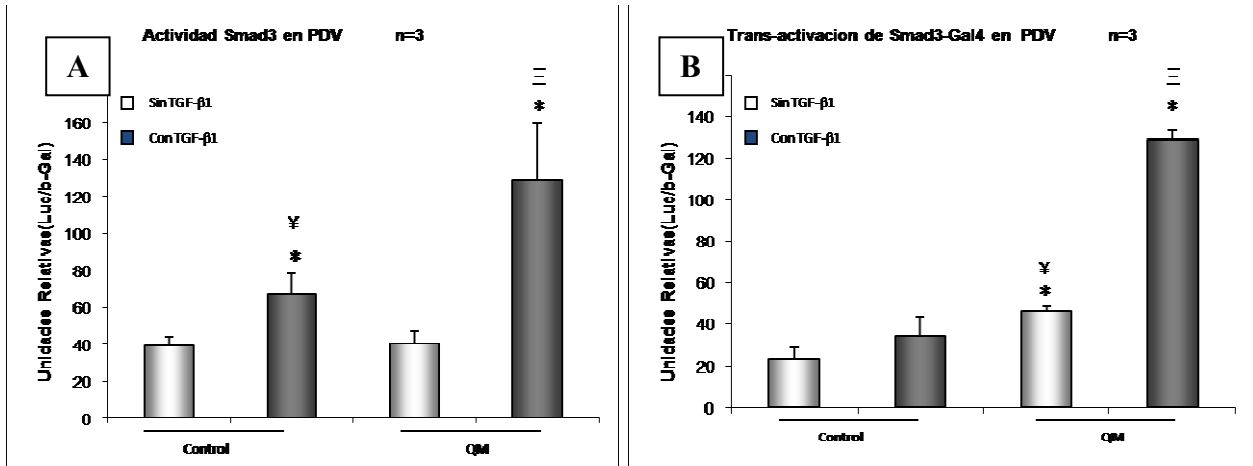 A
Actividad Smad3 en PDV n=3
Sin TGF-β1
Con TGF-β1
Unidades Relativas(Luc/b-Gal)
160
140
120
100
80
60
40
20
0
¥
*
Ξ
*
Control
QM
B
Trans-activacion de Smad3-Gal4 en PDV n=3
Sin TGF-β1
Con TGF-β1
Unidades Relativas(Luc/b-Gal)
140
120
100
80
60
40
20
0
¥
*
Ξ
*
Control
QM